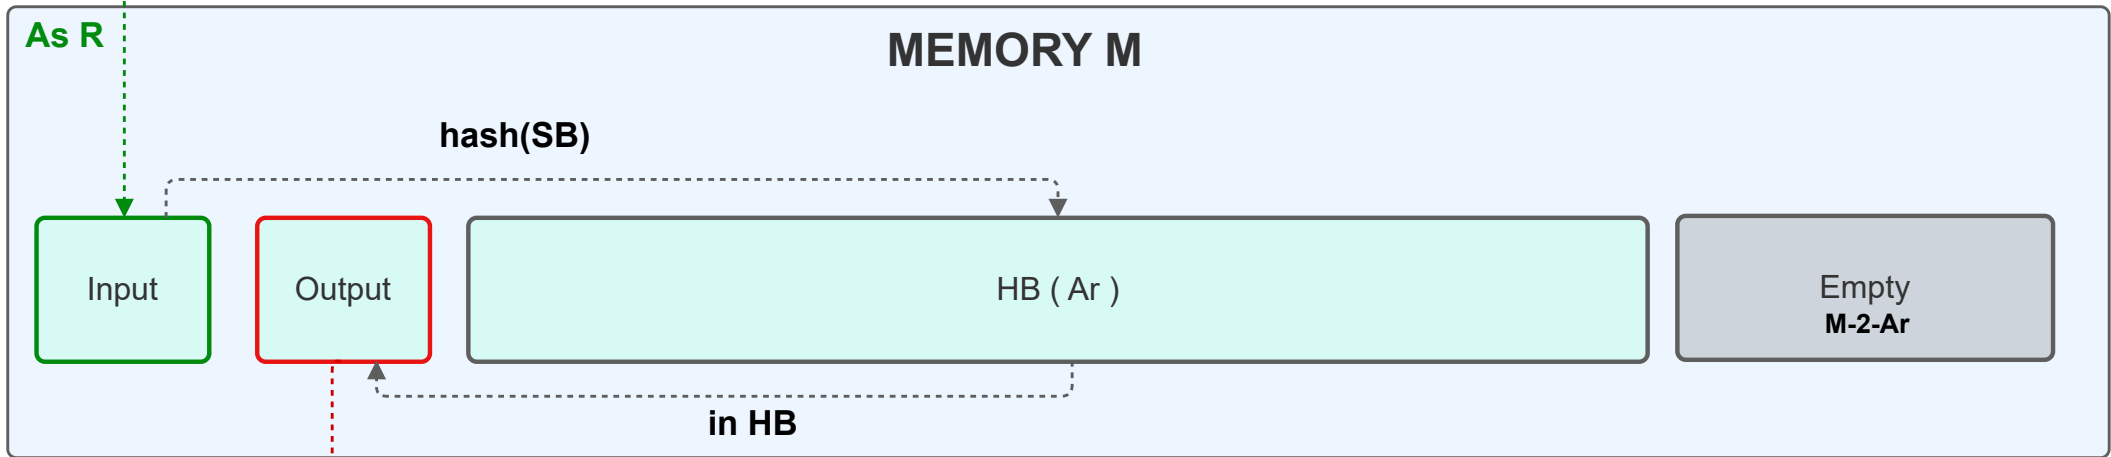 As R
MEMORY M
hash(SB)
Input
Output
HB ( Ar )
Empty
M-2-Ar
in HB